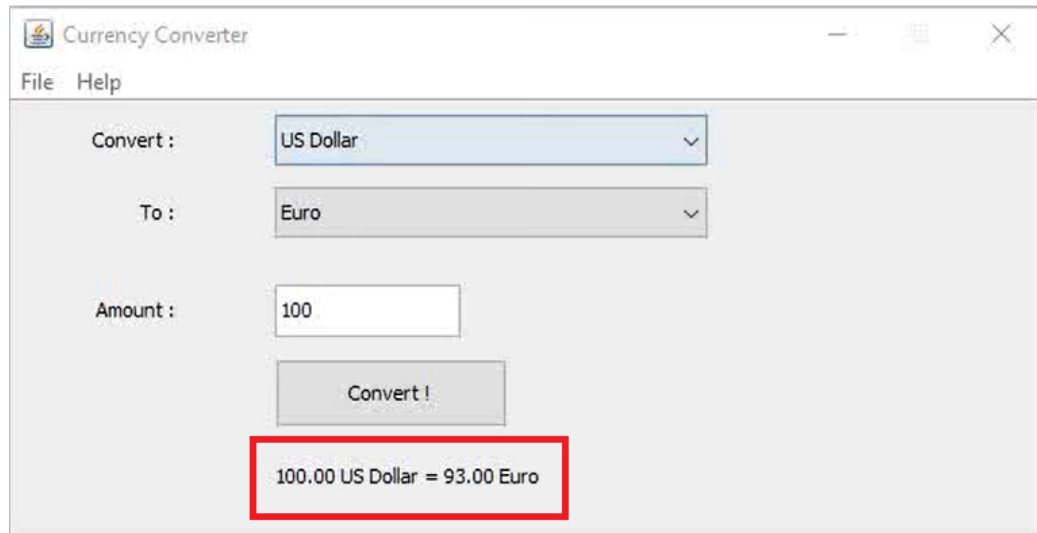 Currency Converter
File Help
Convert : US Dollar
To : Euro
Amount : 100
Convert !
100.00 US Dollar = 93.00 Euro